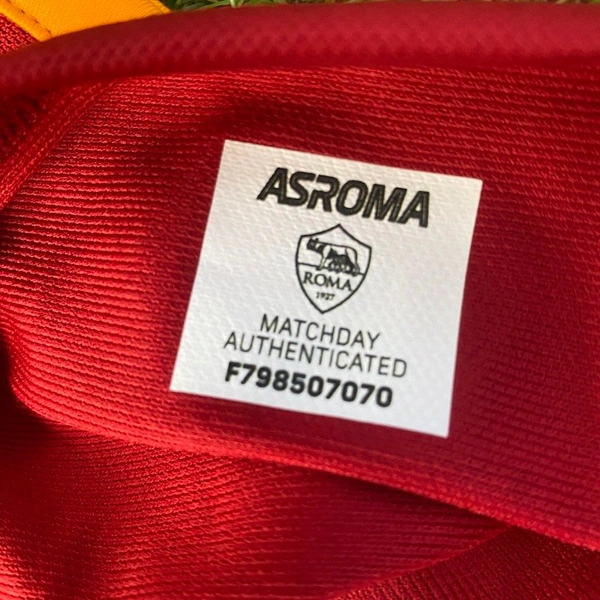 ASROMA
ROMA
1927
MATCHDAY
AUTHENTICATED
F798507070